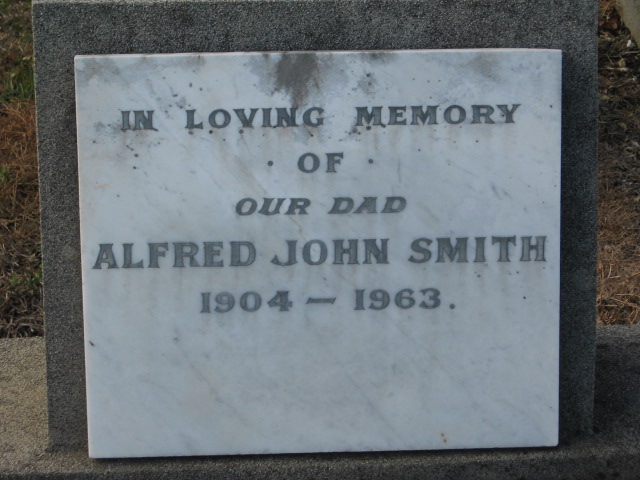 IN LOVING MEMORY
· OF ·
OUR DAD
ALFRED JOHN SMITH
1904 — 1963.